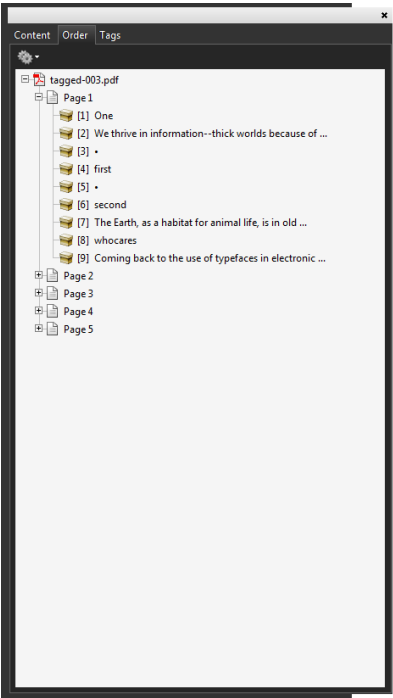 Content Order Tags
tagged-003.pdf
Page 1
[1] One
[2] We thrive in information--thick worlds because of ...
[3] •
[4] first
[5] •
[6] second
[7] The Earth, as a habitat for animal life, is in old ...
[8] whocares
[9] Coming back to the use of typefaces in electronic ...
Page 2
Page 3
Page 4
Page 5